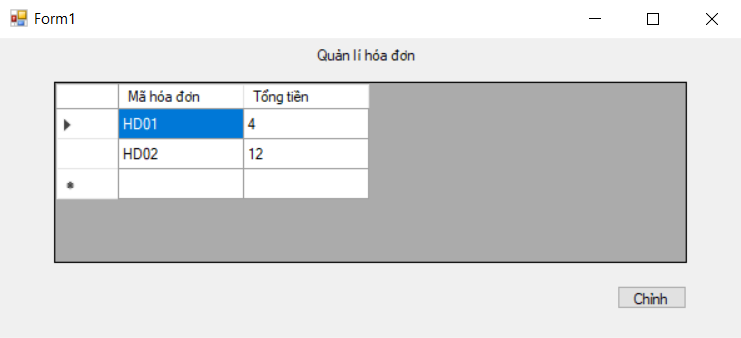 Form1
Quản lí hóa đơn
Mã hóa đơn Tổng tiền
HD01 4
HD02 12
Chỉnh